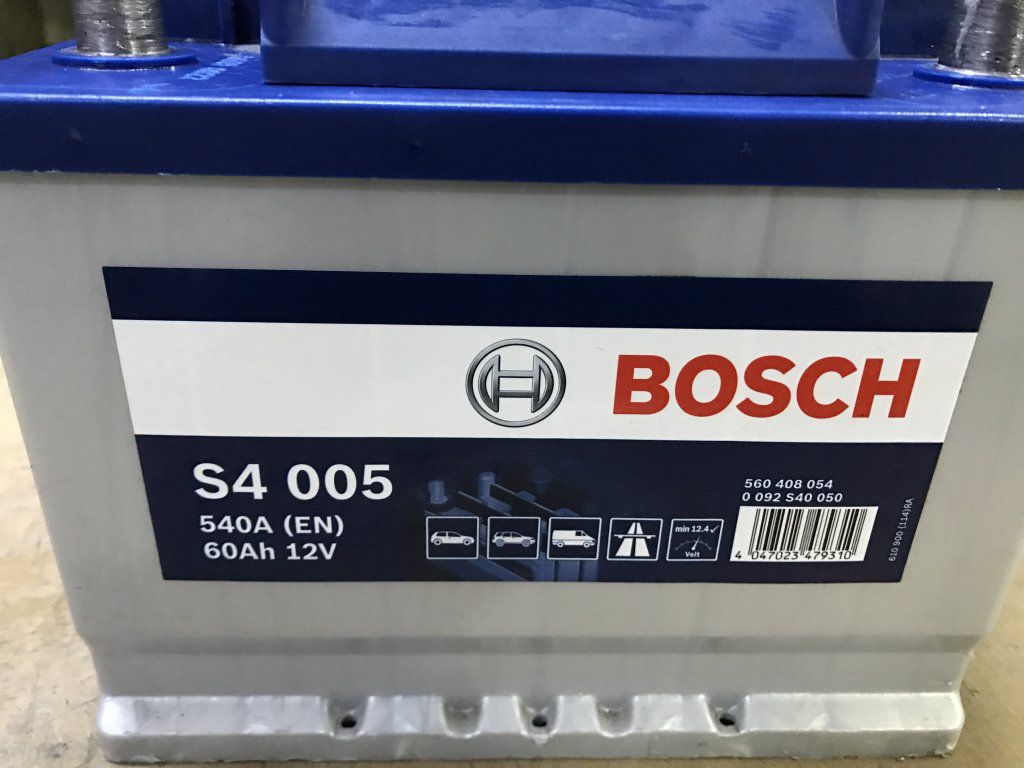 BOSCH
S4 005
540A (EN)
60Ah 12V
min 12.4✓
Volt
560 408 054
0 092 S40 050
4 047023 479310
610 900 (114)RA